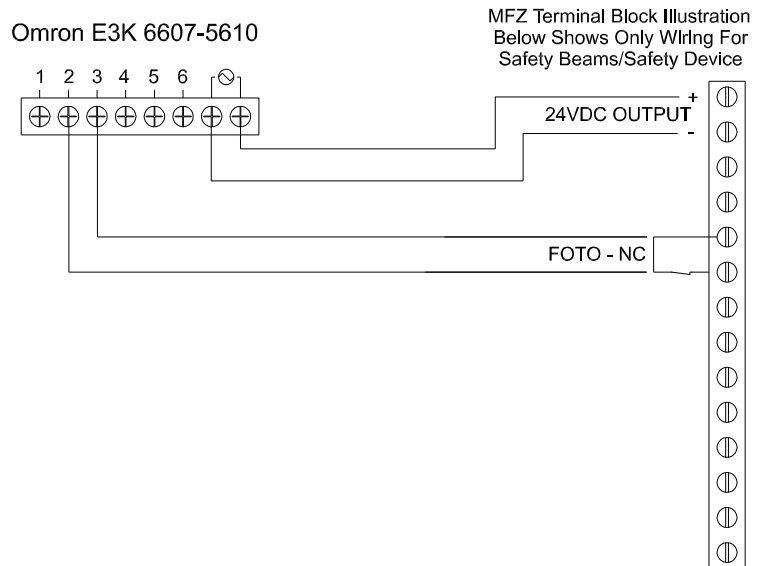 Omron E3K 6607-5610
MFZ Terminal Block Illustration
Below Shows Only Wiring For
Safety Beams/Safety Device
1 2 3 4 5 6
+
24VDC OUTPUT
-
FOTO - NC